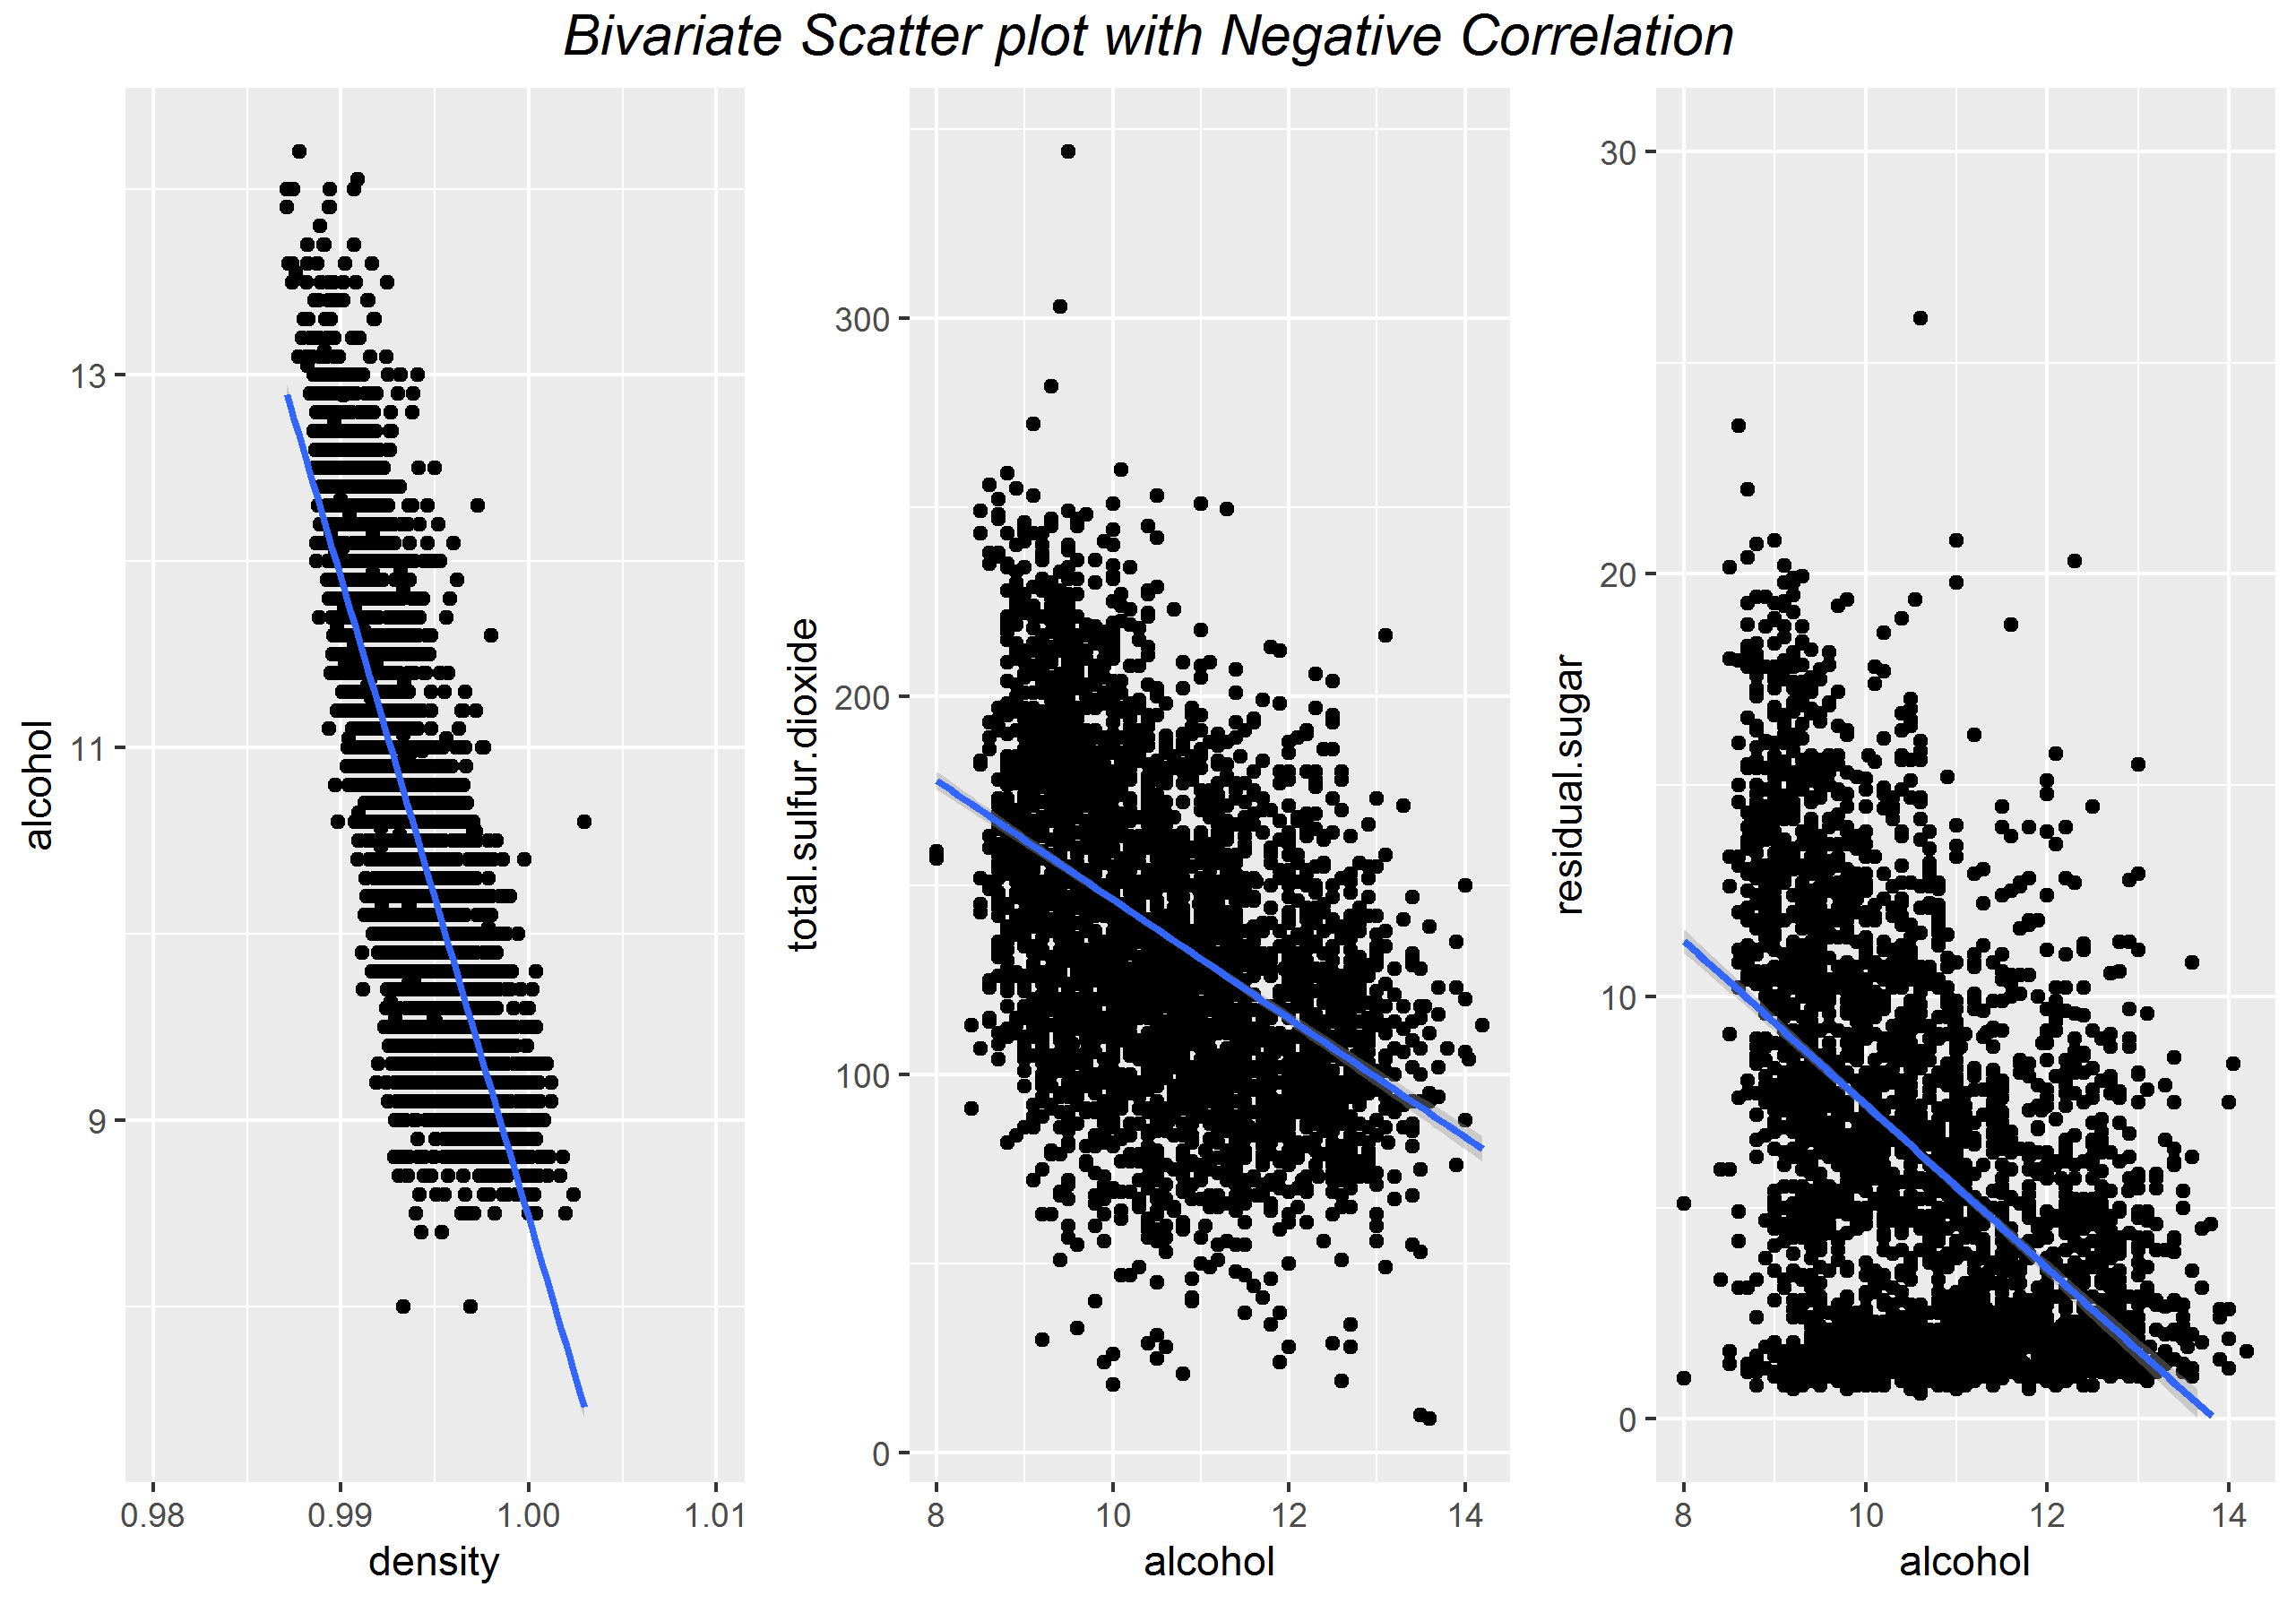 Bivariate Scatter plot with Negative Correlation
alcohol
13
11
9
0.98 0.99 1.00 1.01
density
total.sulfur.dioxide
300
200
100
0
8 10 12 14
alcohol
residual.sugar
30
20
10
0
8 10 12 14
alcohol